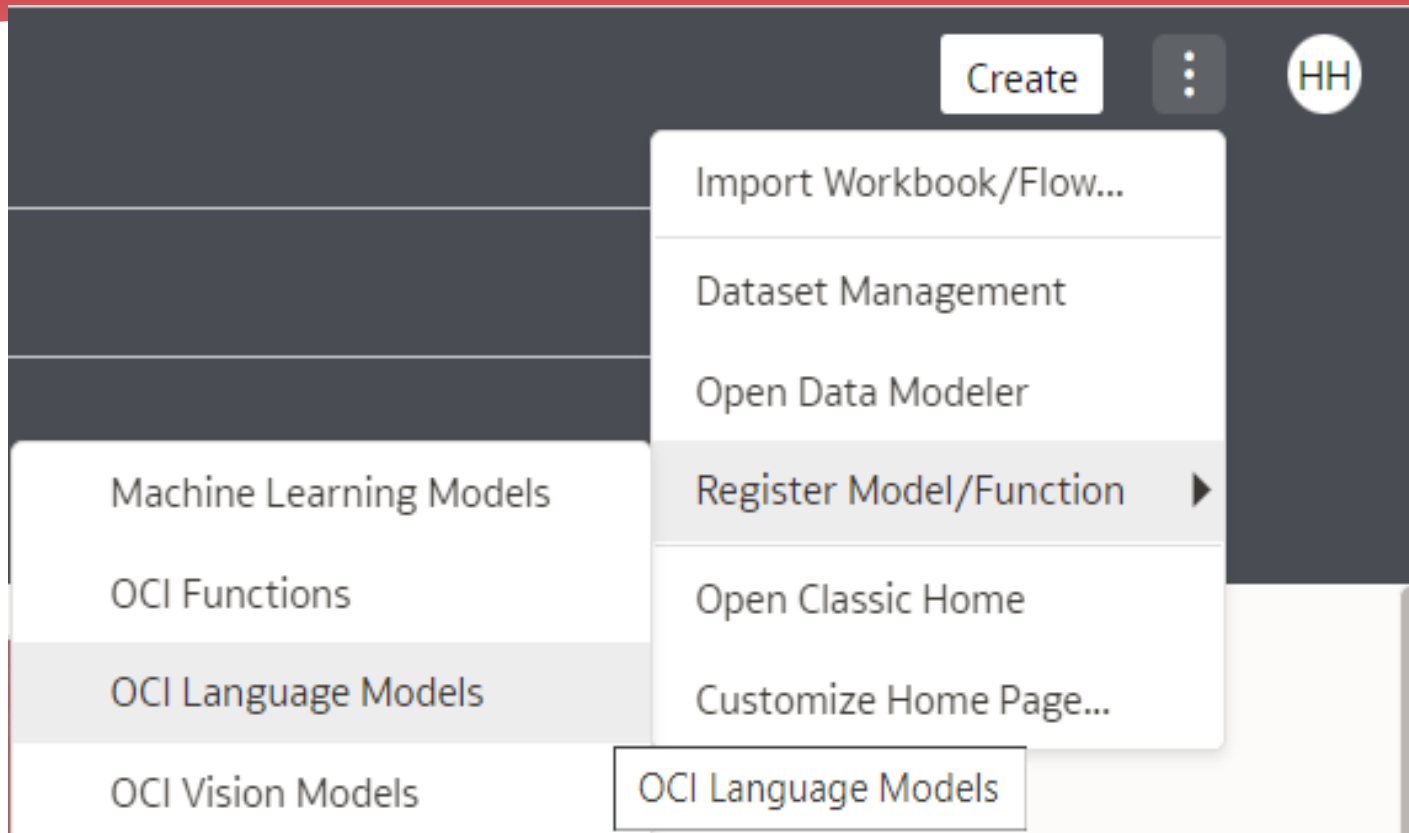 Create
HH
Import Workbook/Flow...
Dataset Management
Open Data Modeler
Register Model/Function
Open Classic Home
Customize Home Page...
Machine Learning Models
OCI Functions
OCI Language Models
OCI Vision Models
OCI Language Models